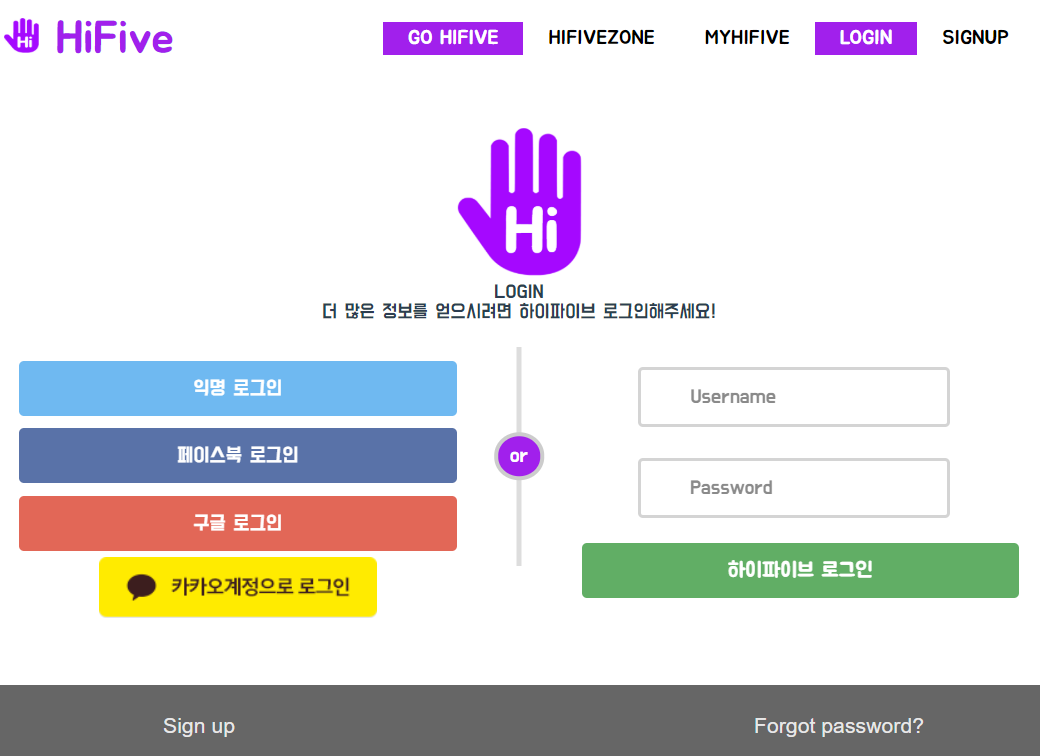 Hi HiFive GO HIFIVE HIFIVEZONE MYHIFIVE LOGIN SIGNUP
Hi
LOGIN
더 많은 정보를 얻으시려면 하이파이브 로그인해주세요!
익명 로그인
페이스북 로그인
구글 로그인
카카오계정으로 로그인
or
Username
Password
하이파이브 로그인
Sign up Forgot password?